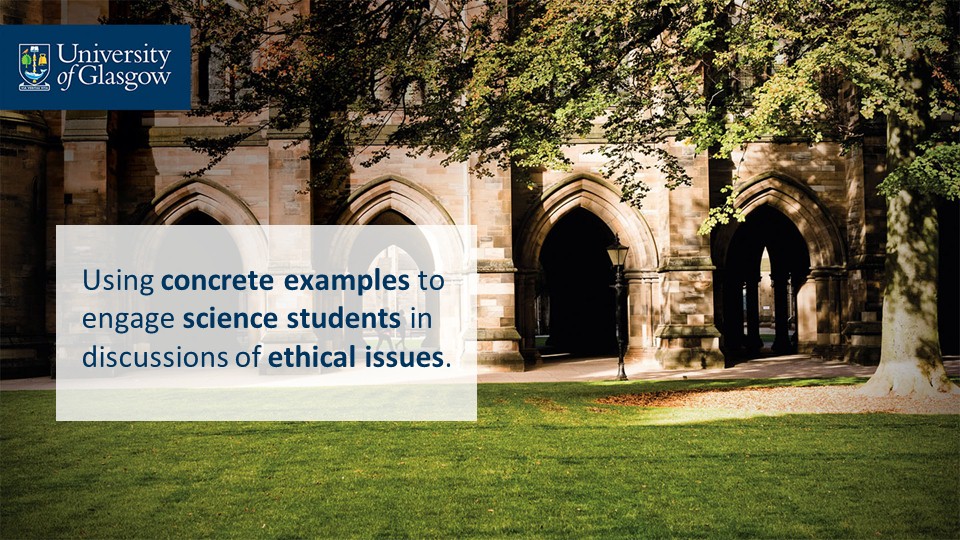 University
of Glasgow
Using concrete examples to
engage science students in
discussions of ethical issues.